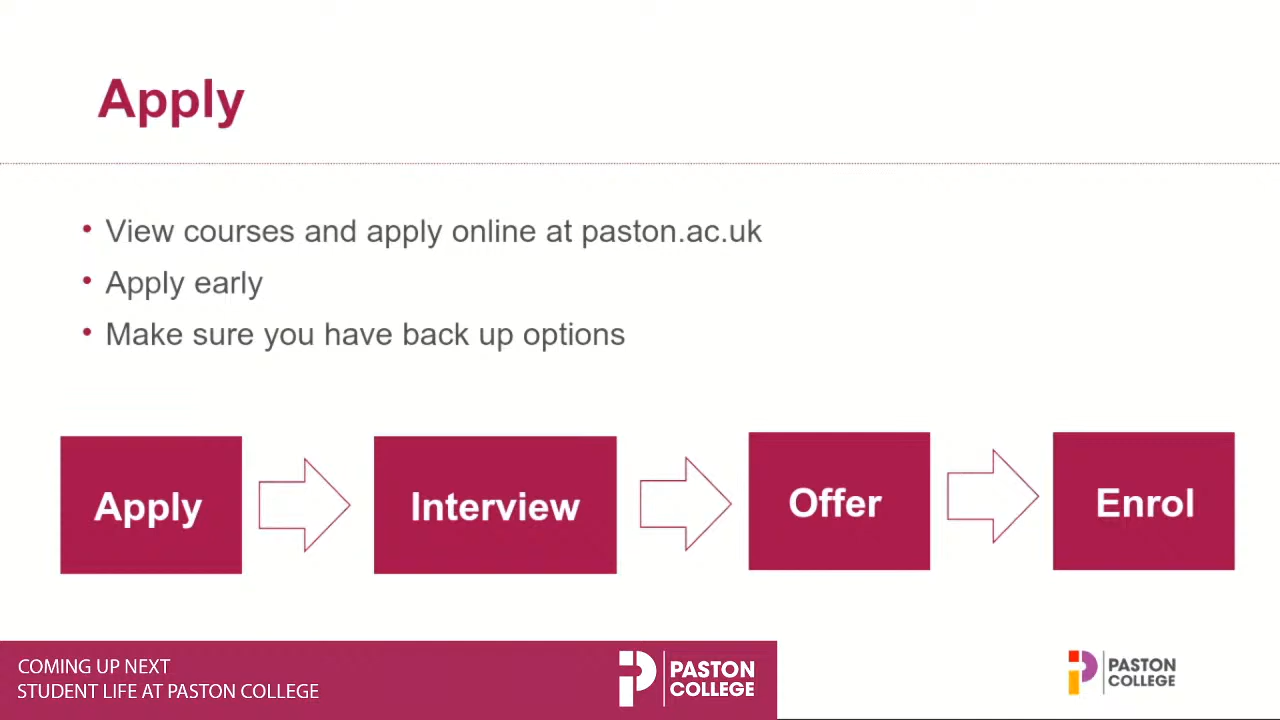 Apply
• View courses and apply online at paston.ac.uk
• Apply early
• Make sure you have back up options
Apply
Interview
Offer
Enrol
COMING UP NEXT
STUDENT LIFE AT PASTON COLLEGE
PASTON
COLLEGE
PASTON
COLLEGE